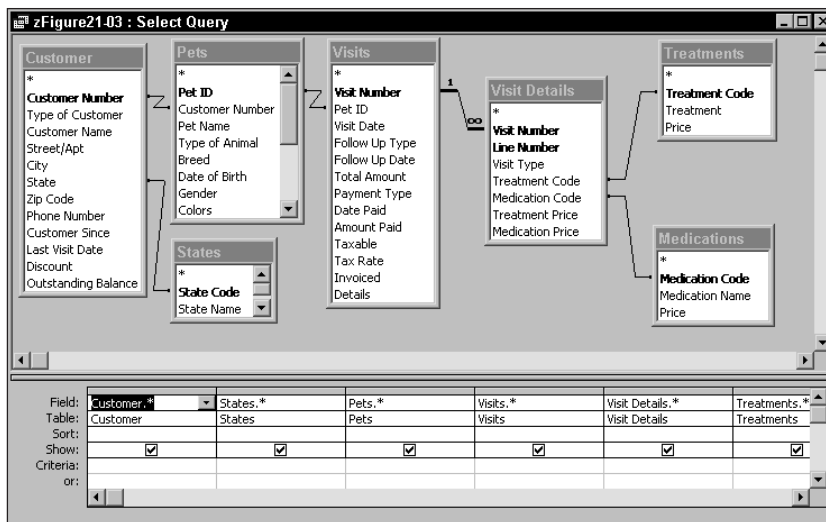 zFigure21-03 : Select Query
Customer
*
Customer Number
Type of Customer
Customer Name
Street/Apt
City
State
Zip Code
Phone Number
Customer Since
Last Visit Date
Discount
Outstanding Balance
Pets
*
Pet ID
Customer Number
Pet Name
Type of Animal
Breed
Date of Birth
Gender
Colors
States
*
State Code
State Name
Visits
*
Visit Number
Pet ID
Visit Date
Follow Up Type
Follow Up Date
Total Amount
Payment Type
Date Paid
Amount Paid
Taxable
Tax Rate
Invoiced
Details
1
∞
Visit Details
*
Visit Number
Line Number
Visit Type
Treatment Code
Medication Code
Treatment Price
Medication Price
Treatments
*
Treatment Code
Treatment
Price
Medications
*
Medication Code
Medication Name
Price
Field: Customer.* States.* Pets.* Visits.* Visit Details.* Treatments.*
Table: Customer States Pets Visits Visit Details Treatments
Sort:
Show:
Criteria:
or: